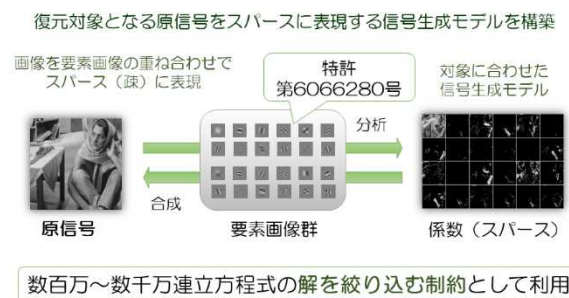 復元対象となる原信号をスパースに表現する信号生成モデルを構築
画像を要素画像の重ね合わせで
スパース（疎）に表現
特許
第6066280号
対象に合わせた
信号生成モデル
分析
合成
原信号
要素画像群
係数（スパース）
数百万～数千万連立方程式の解を絞り込む制約として利用